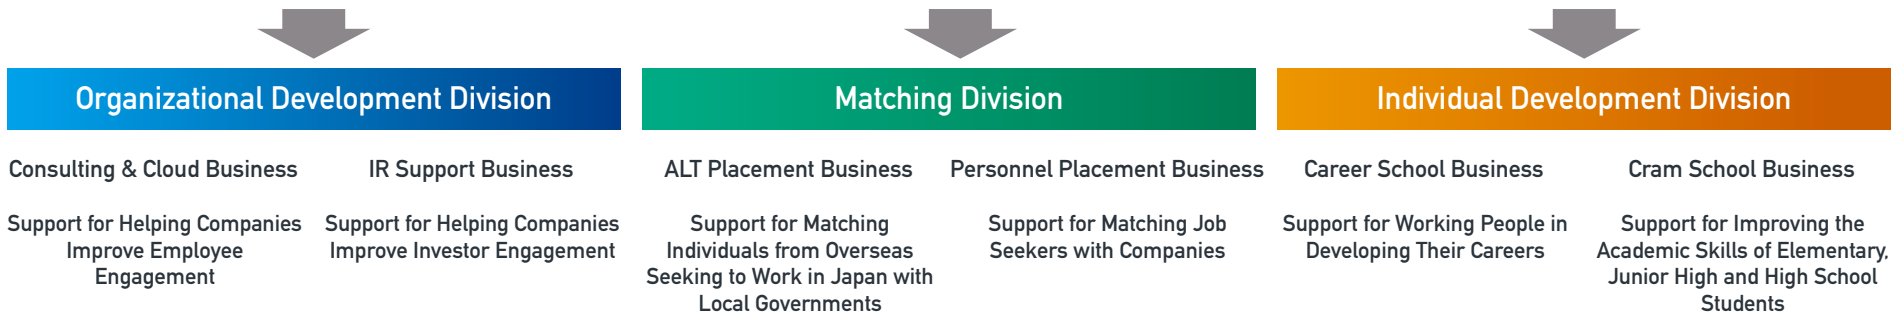 Organizational Development Division
Consulting & Cloud Business
Support for Helping Companies
Improve Employee
Engagement
IR Support Business
Support for Helping Companies
Improve Investor Engagement
Matching Division
ALT Placement Business
Support for Matching
Individuals from Overseas
Seeking to Work in Japan with
Local Governments
Personnel Placement Business
Support for Matching Job
Seekers with Companies
Individual Development Division
Career School Business
Support for Working People in
Developing Their Careers
Cram School Business
Support for Improving the
Academic Skills of Elementary,
Junior High and High School
Students